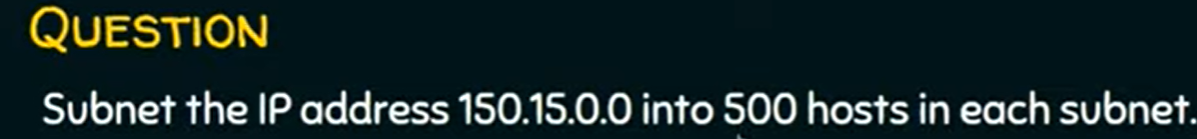 QUESTION
Subnet the IP address 150.15.0.0 into 500 hosts in each subnet.